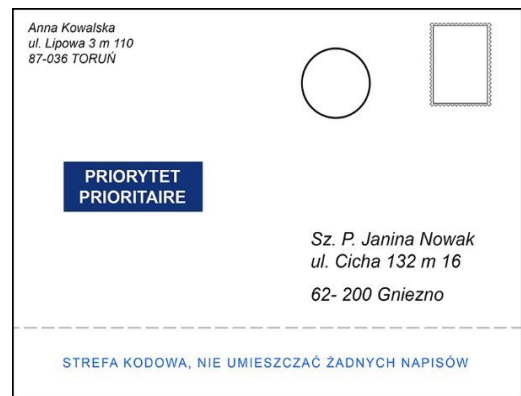 Anna Kowalska
ul. Lipowa 3 m 110
87-036 TORUŃ
PRIORYTET
PRIORITAIRE
Sz. P. Janina Nowak
ul. Cicha 132 m 16
62- 200 Gniezno
STREFA KODOWA, NIE UMIESZCZAĆ ŻADNYCH NAPISÓW